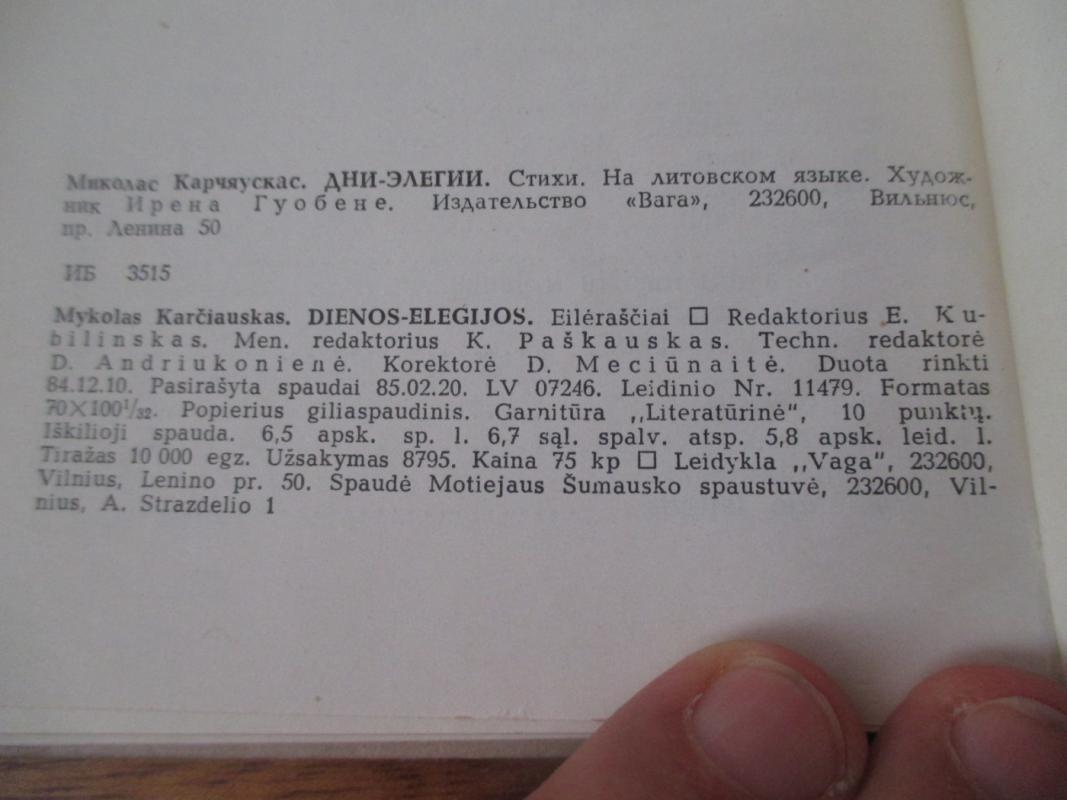 Миколас Карчяускас. ДНИ-ЭЛЕГИИ. Стихи. На литовском языке. Худож-
ник Ирена Гуобене. Издательство «Вага», 232600, Вильнюс,
пр. Ленина 50
ИБ 3515
Mykolas Karčiauskas. DIENOS-ELEGIJOS. Eilėraščiai □ Redaktorius E. Ku-
bilinskas. Men. redaktorius K. Paškauskas. Techn. redaktorė
D. Andriukonienė. Korektorė D. Meciūnaitė. Duota rinkti
84.12.10. Pasirašyta spaudai 85.02.20. LV 07246. Leidinio Nr. 11479. Formatas
70×100¹/₃₂. Popierius giliaspaudinis. Garnitūra ,,Literatūrinė", 10 punktų.
Iškilioji spauda. 6,5 apsk. sp. l. 6,7 sąl. spalv. atsp. 5,8 apsk. leid. l.
Tiražas 10 000 egz. Užsakymas 8795. Kaina 75 kp □ Leidykla ,,Vaga", 232600,
Vilnius, Lenino pr. 50. Spaudė Motiejaus Šumausko spaustuvė, 232600, Vil-
nius, A. Strazdelio 1